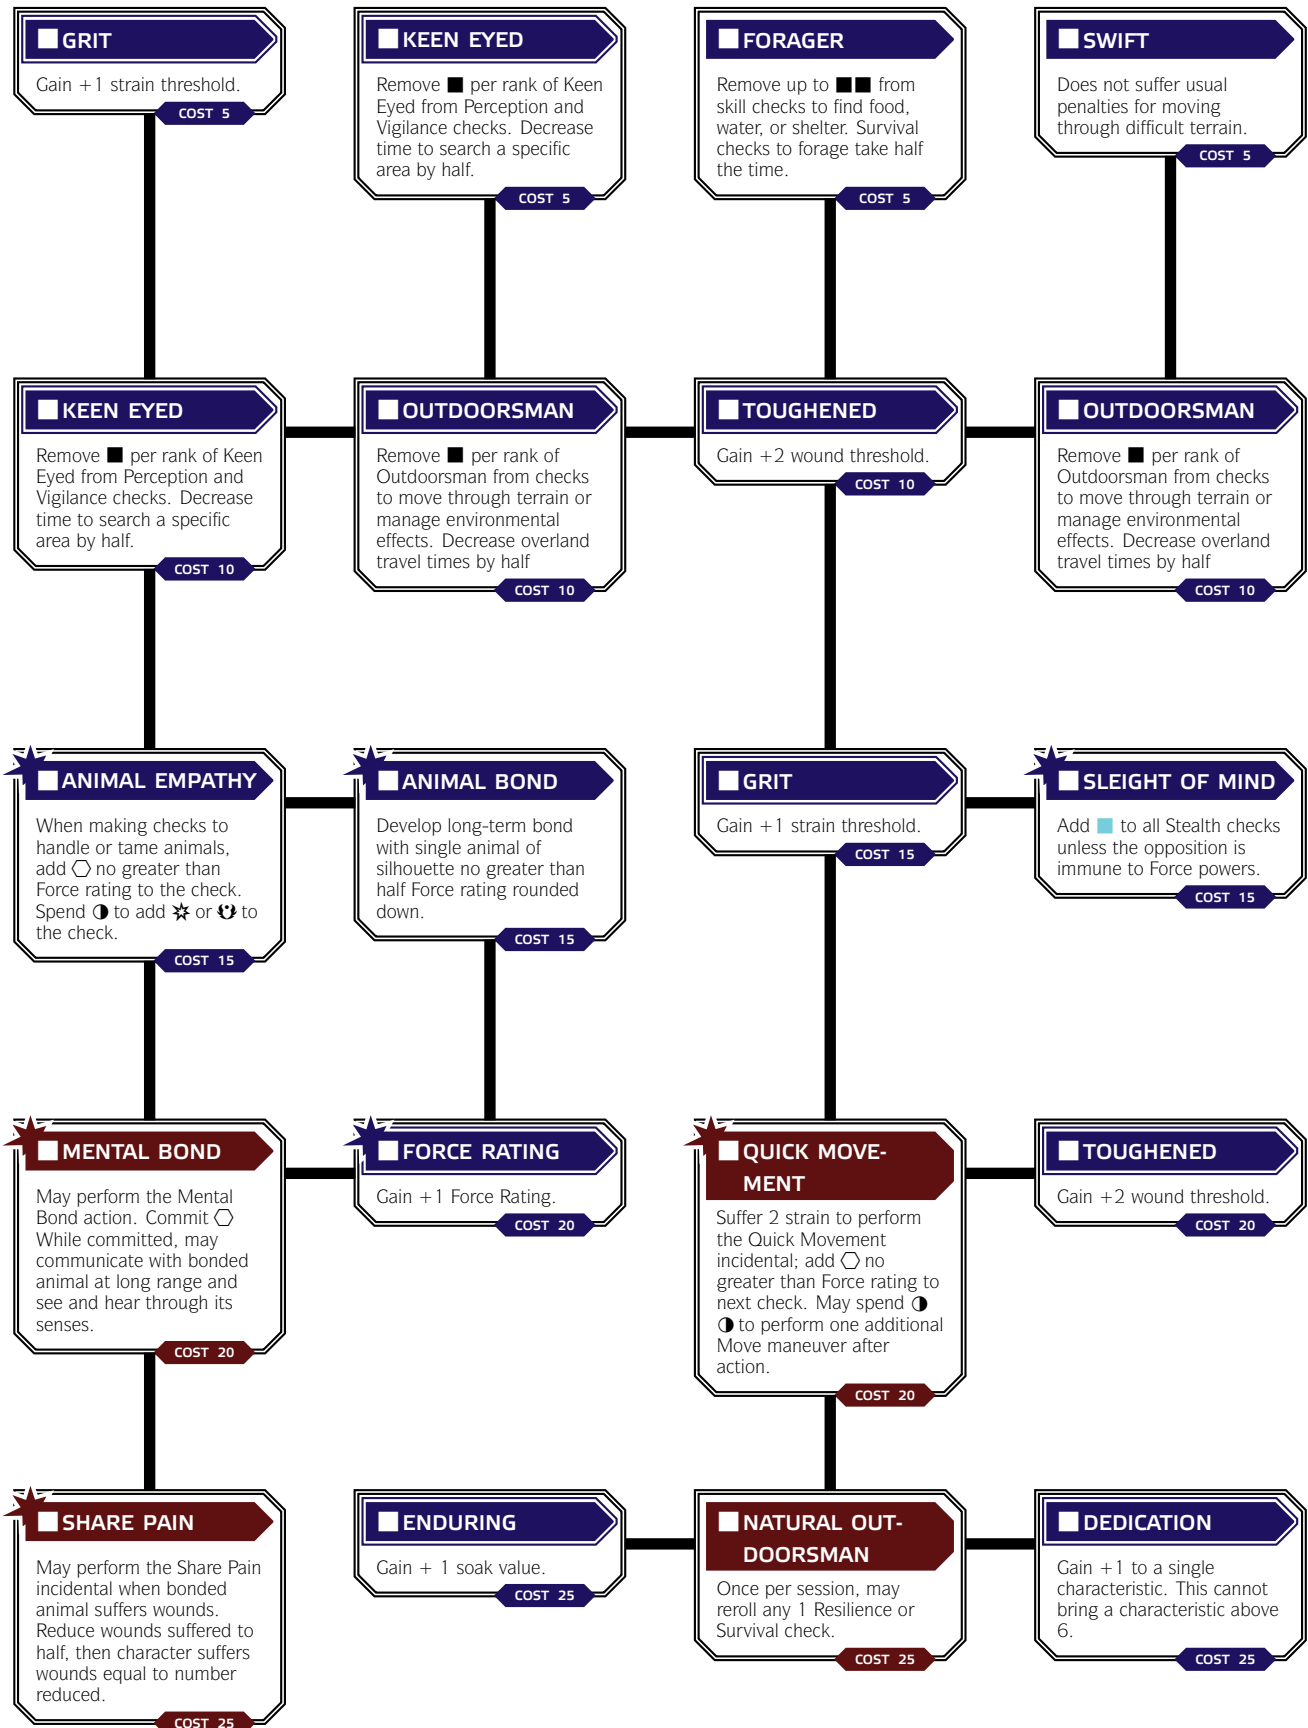 GRIT
Gain +1 strain threshold.
COST 5
KEEN EYED
Remove ■ per rank of Keen
Eyed from Perception and
Vigilance checks. Decrease
time to search a specific
area by half.
COST 5
FORAGER
Remove up to ■■ from
skill checks to find food,
water, or shelter. Survival
checks to forage take half
the time.
COST 5
SWIFT
Does not suffer usual
penalties for moving
through difficult terrain.
COST 5
KEEN EYED
Remove ■ per rank of Keen
Eyed from Perception and
Vigilance checks. Decrease
time to search a specific
area by half.
COST 10
OUTDOORSMAN
Remove ■ per rank of
Outdoorsman from checks
to move through terrain or
manage environmental
effects. Decrease overland
travel times by half
COST 10
TOUGHENED
Gain +2 wound threshold.
COST 10
OUTDOORSMAN
Remove ■ per rank of
Outdoorsman from checks
to move through terrain or
manage environmental
effects. Decrease overland
travel times by half
COST 10
ANIMAL EMPATHY
When making checks to
handle or tame animals,
add ⬡ no greater than
Force rating to the check.
Spend ◑ to add or to
the check.
COST 15
ANIMAL BOND
Develop long-term bond
with single animal of
silhouette no greater than
half Force rating rounded
down.
COST 15
GRIT
Gain +1 strain threshold.
COST 15
SLEIGHT OF MIND
Add ■ to all Stealth checks
unless the opposition is
immune to Force powers.
COST 15
MENTAL BOND
May perform the Mental
Bond action. Commit ⬡
While committed, may
communicate with bonded
animal at long range and
see and hear through its
senses.
COST 20
FORCE RATING
Gain +1 Force Rating.
COST 20
QUICK MOVE-
MENT
Suffer 2 strain to perform
the Quick Movement
incidental; add ⬡ no
greater than Force rating to
next check. May spend ◑
◑ to perform one additional
Move maneuver after
action.
COST 20
TOUGHENED
Gain +2 wound threshold.
COST 20
SHARE PAIN
May perform the Share Pain
incidental when bonded
animal suffers wounds.
Reduce wounds suffered to
half, then character suffers
wounds equal to number
reduced.
COST 25
ENDURING
Gain + 1 soak value.
COST 25
NATURAL OUT-
DOORSMAN
Once per session, may
reroll any 1 Resilience or
Survival check.
COST 25
DEDICATION
Gain +1 to a single
characteristic. This cannot
bring a characteristic above
6.
COST 25